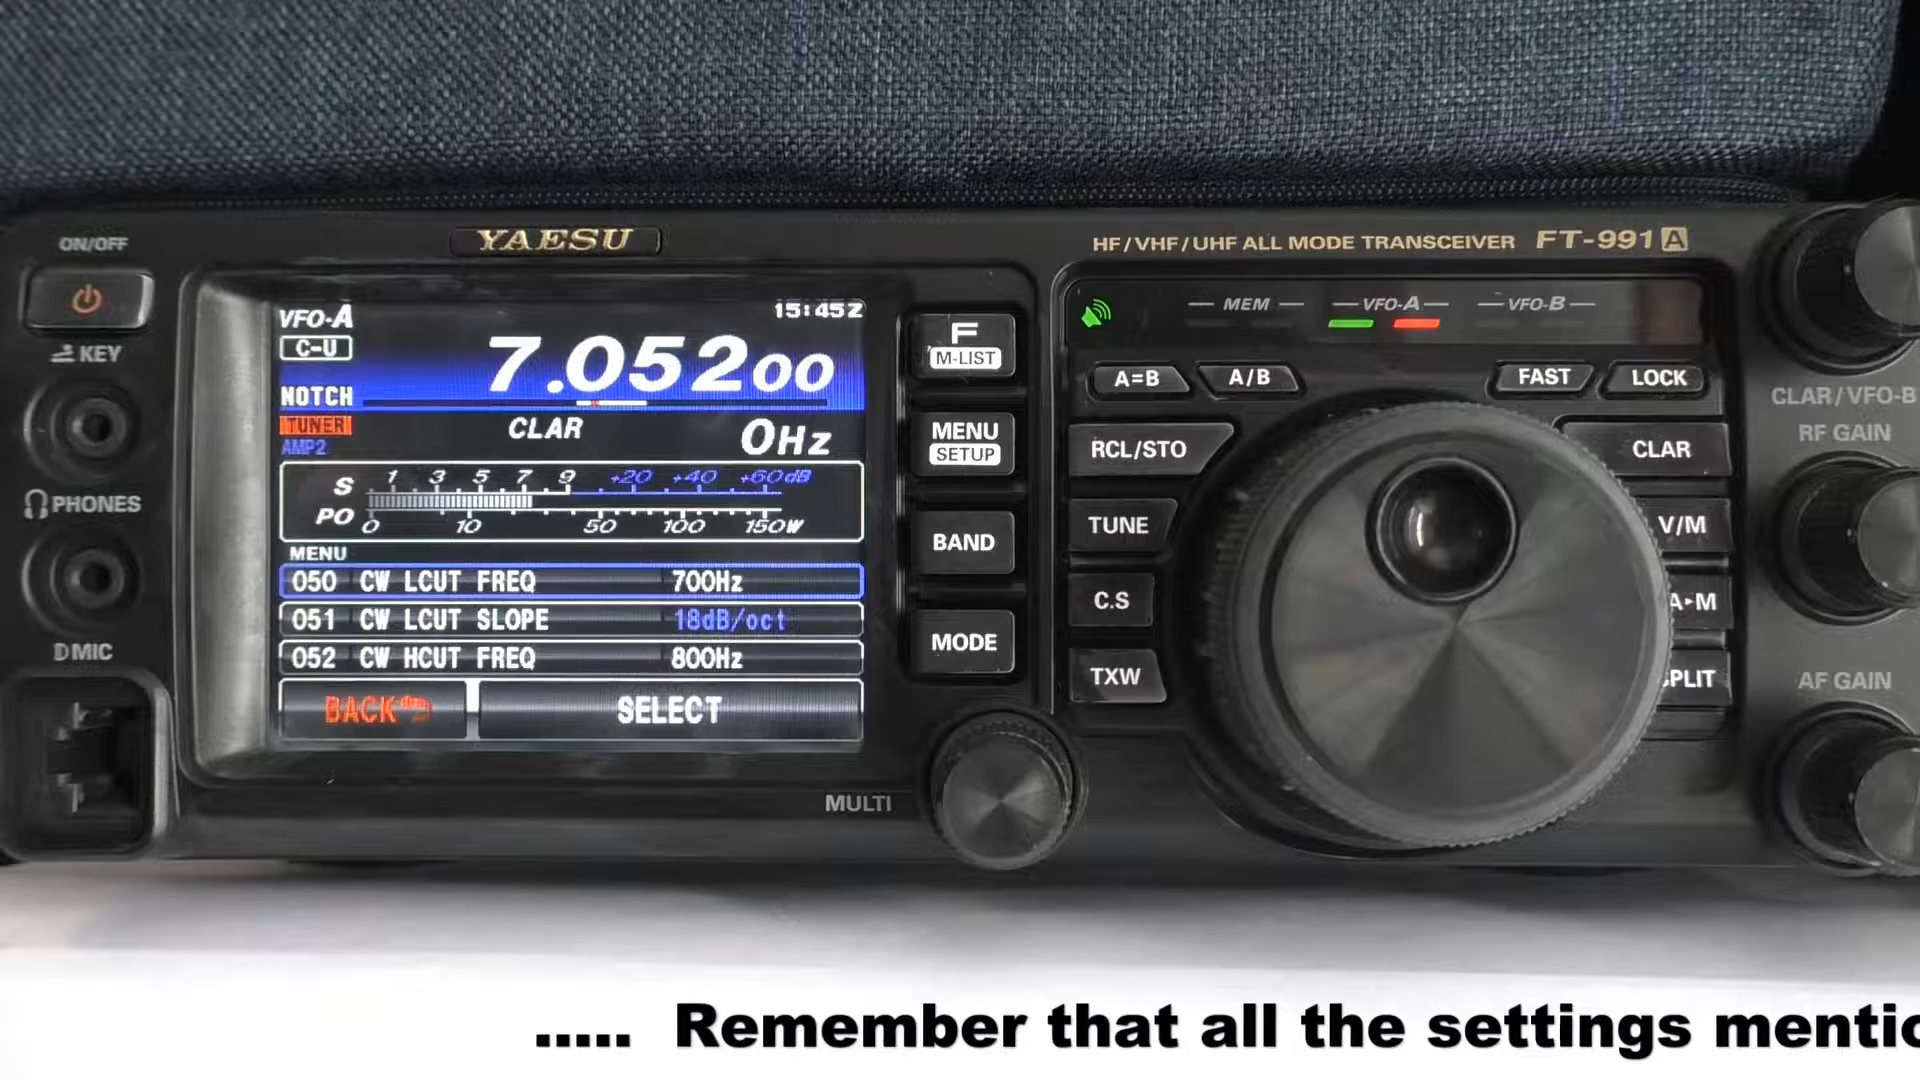 ON/OFF
YAESU
HF/VHF/UHF ALL MODE TRANSCEIVER FT-991A
KEY
PHONES
MIC
VFO-A
15:45Z
C-U
7.05200
NOTCH
TUNER
CLAR
0Hz
AMP2
S 1 3 5 7 9 +20 +40 +60dB
PO 0 10 50 100 150W
MENU
050 CW LCUT FREQ 700Hz
051 CW LCUT SLOPE 18dB/oct
052 CW HCUT FREQ 800Hz
BACK
SELECT
F
M-LIST
MENU
SETUP
BAND
MODE
MULTI
MEM
VFO-A
VFO-B
A=B
A/B
FAST
LOCK
RCL/STO
CLAR
TUNE
V/M
C.S
A▸M
TXW
SPLIT
CLAR/VFO-B
RF GAIN
AF GAIN
..... Remember that all the settings mentio